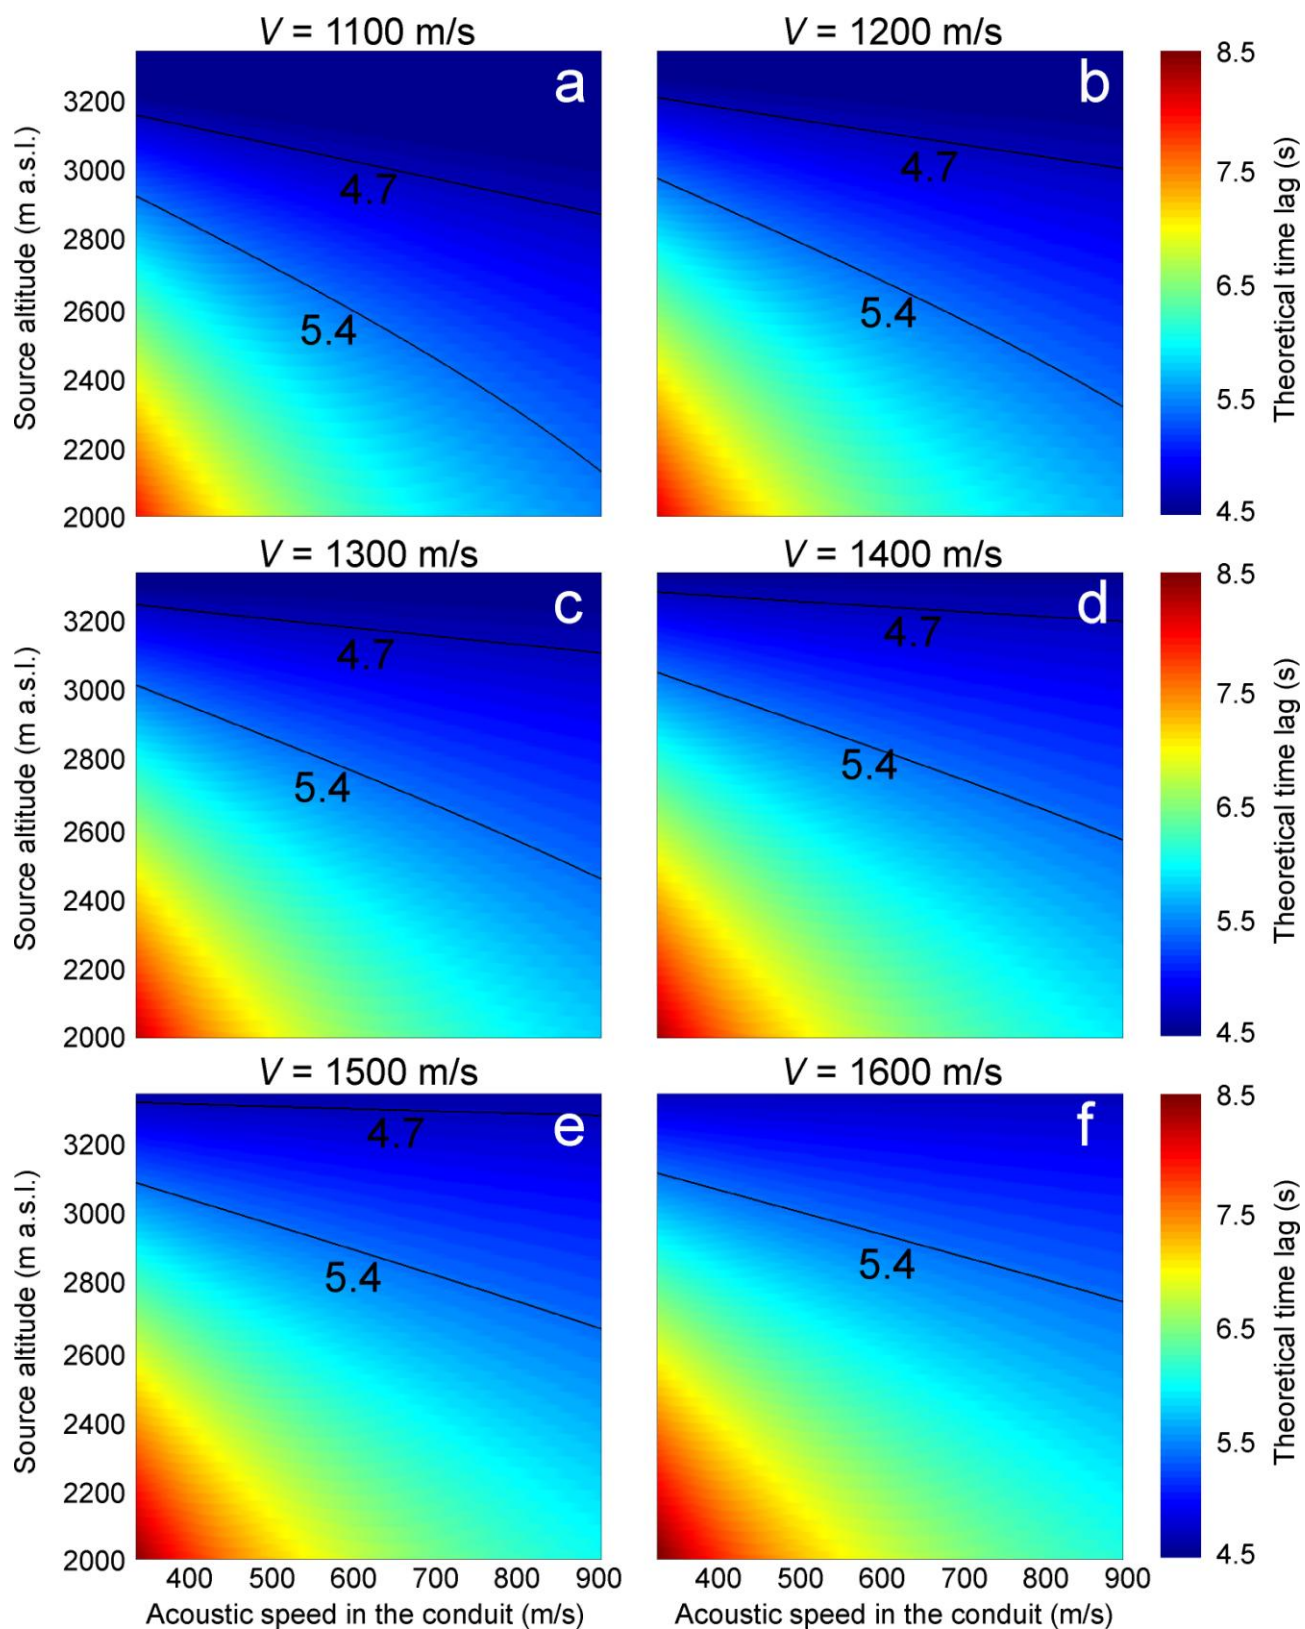 V = 1100 m/s
V = 1200 m/s
a
b
Source altitude (m a.s.l.)
3200
3000
2800
2600
2400
2200
2000
4.7
5.4
4.7
5.4
8.5
7.5
6.5
5.5
4.5
Theoretical time lag (s)
V = 1300 m/s
V = 1400 m/s
c
d
Source altitude (m a.s.l.)
3200
3000
2800
2600
2400
2200
2000
4.7
5.4
4.7
5.4
8.5
7.5
6.5
5.5
4.5
Theoretical time lag (s)
V = 1500 m/s
V = 1600 m/s
e
f
Source altitude (m a.s.l.)
3200
3000
2800
2600
2400
2200
2000
4.7
5.4
5.4
8.5
7.5
6.5
5.5
4.5
Theoretical time lag (s)
400 500 600 700 800 900
400 500 600 700 800 900
Acoustic speed in the conduit (m/s)
Acoustic speed in the conduit (m/s)